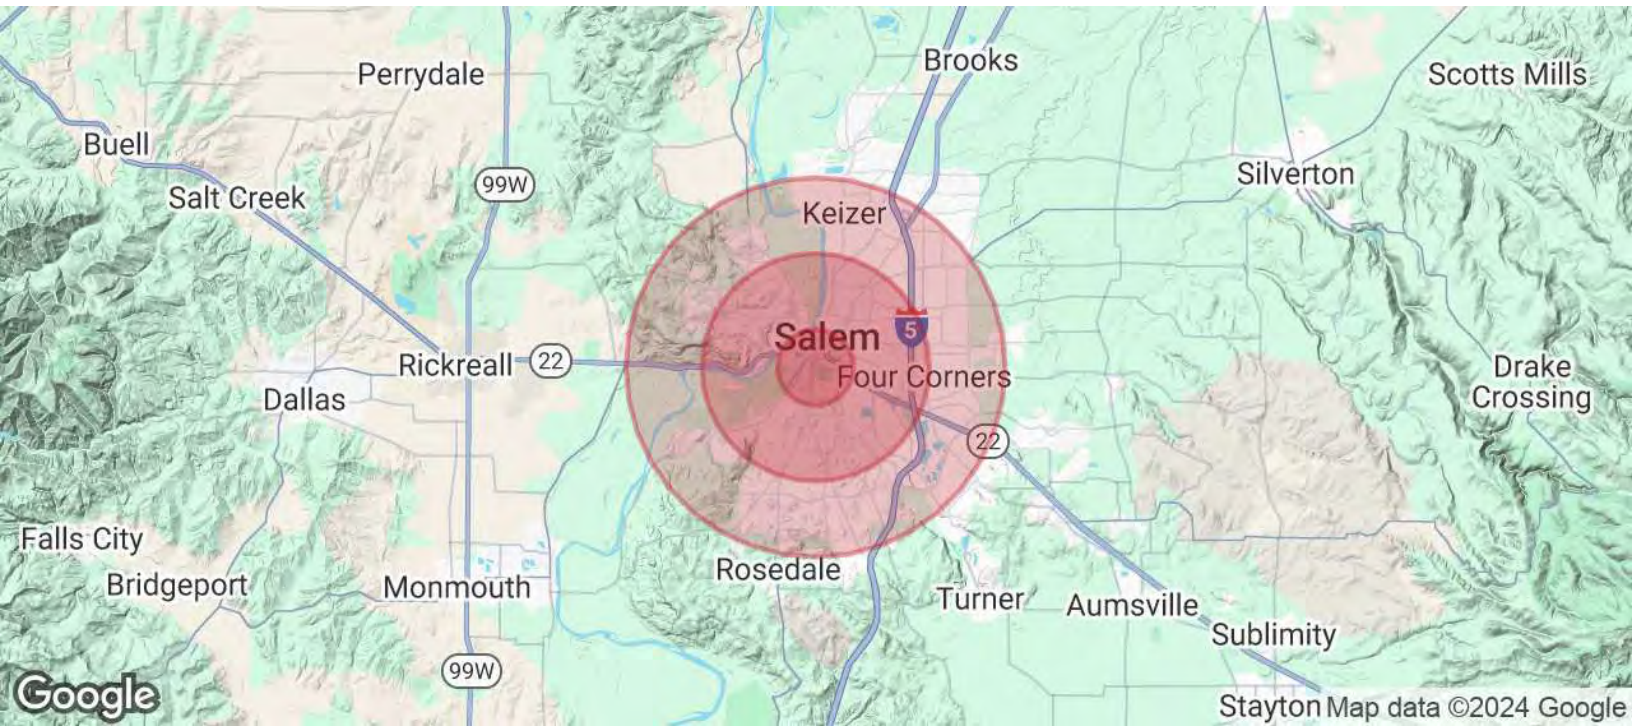 Brooks
Perrydale
Scotts Mills
Buell
Silverton
99W
Salt Creek
Keizer
5
Salem
22
Rickreall
Four Corners
Drake
Crossing
Dallas
22
Falls City
Rosedale
Bridgeport
Monmouth
Turner
Aumsville
Sublimity
99W
Google
Stayton
Map data ©2024 Google